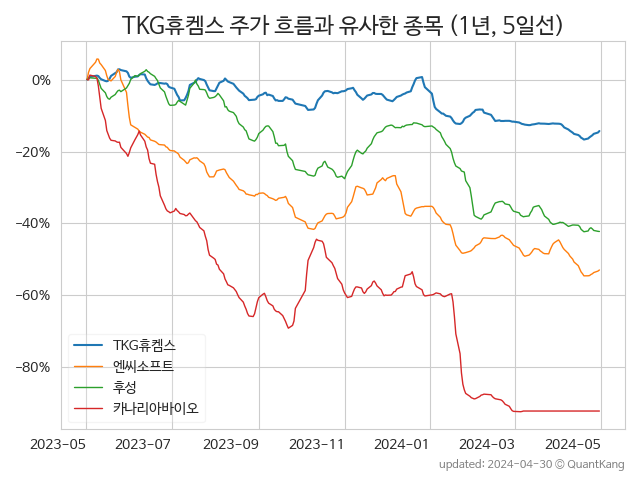 TKG휴켐스 주가 흐름과 유사한 종목 (1년, 5일선)
0%
−20%
−40%
−60%
−80%
TKG휴켐스
엔씨소프트
후성
카나리아바이오
2023-05 2023-07 2023-09 2023-11 2024-01 2024-03 2024-05
updated: 2024-04-30 © QuantKang